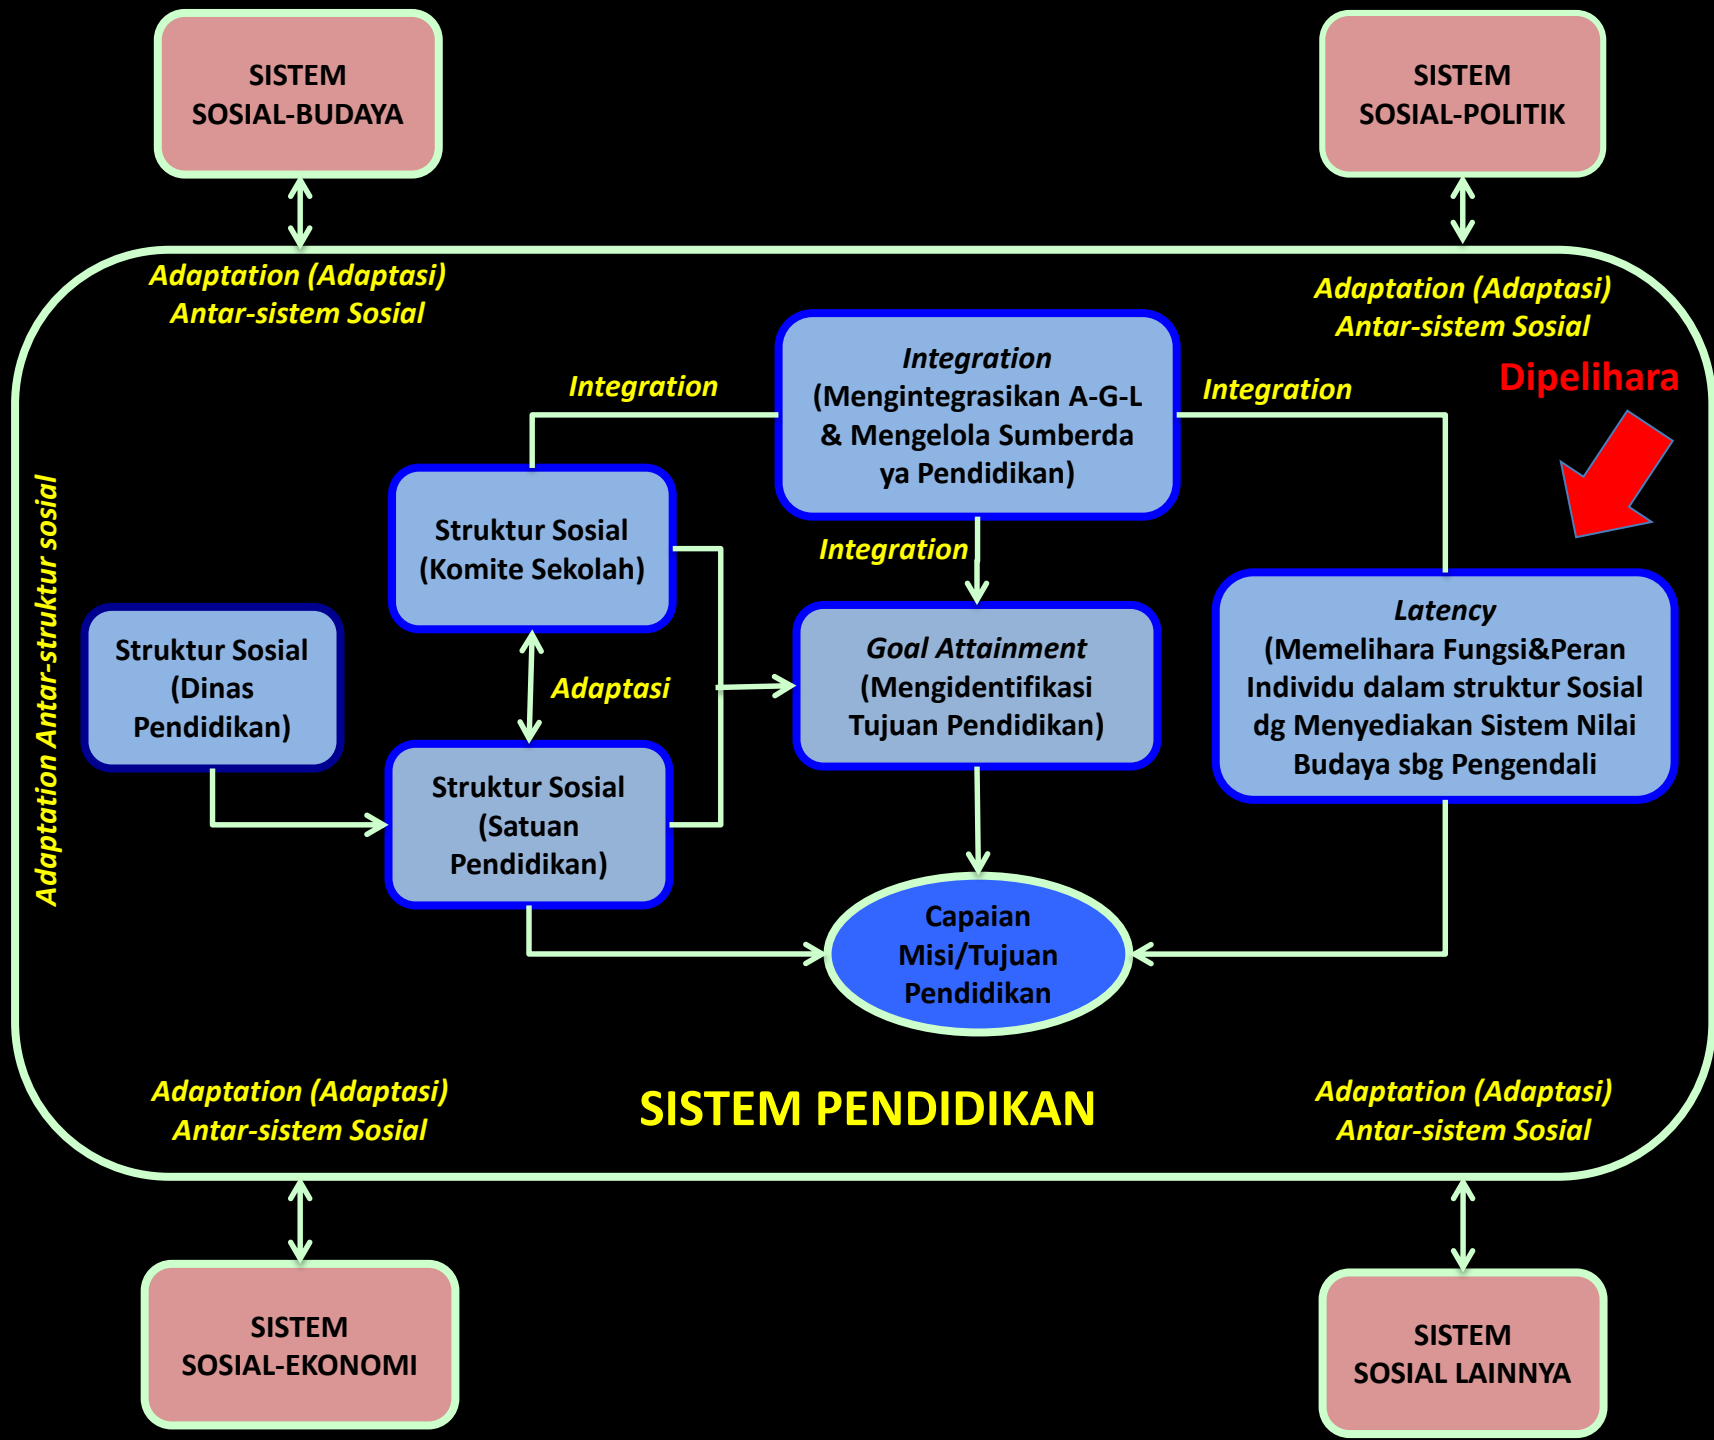 SISTEM
SOSIAL-BUDAYA
SISTEM
SOSIAL-POLITIK
Adaptation (Adaptasi)
Antar-sistem Sosial
Adaptation (Adaptasi)
Antar-sistem Sosial
Dipelihara
Integration
(Mengintegrasikan A-G-L
& Mengelola Sumberda
ya Pendidikan)
Integration
Integration
Integration
Adaptation Antar-struktur sosial
Struktur Sosial
(Komite Sekolah)
Struktur Sosial
(Dinas
Pendidikan)
Adaptasi
Goal Attainment
(Mengidentifikasi
Tujuan Pendidikan)
Latency
(Memelihara Fungsi&Peran
Individu dalam struktur Sosial
dg Menyediakan Sistem Nilai
Budaya sbg Pengendali
Struktur Sosial
(Satuan
Pendidikan)
Capaian
Misi/Tujuan
Pendidikan
Adaptation (Adaptasi)
Antar-sistem Sosial
SISTEM PENDIDIKAN
Adaptation (Adaptasi)
Antar-sistem Sosial
SISTEM
SOSIAL-EKONOMI
SISTEM
SOSIAL LAINNYA